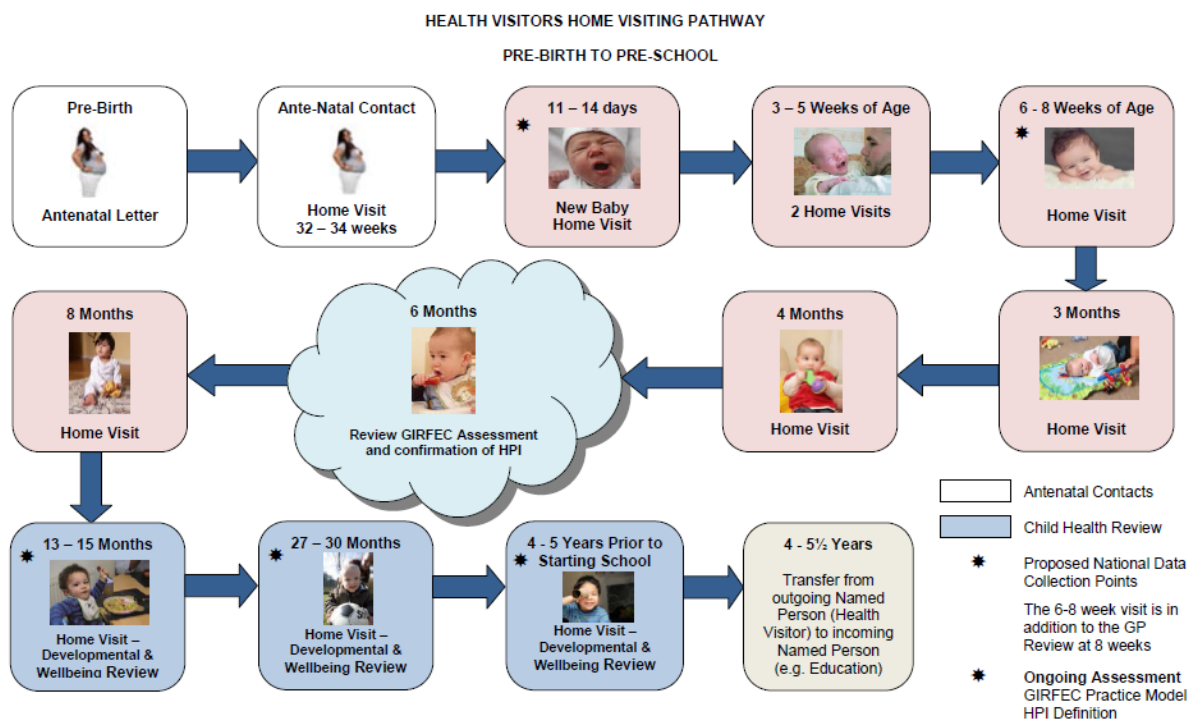 HEALTH VISITORS HOME VISITING PATHWAY
PRE-BIRTH TO PRE-SCHOOL
Pre-Birth
Antenatal Letter
Ante-Natal Contact
Home Visit
32 – 34 weeks
11 – 14 days
New Baby
Home Visit
3 – 5 Weeks of Age
2 Home Visits
6 - 8 Weeks of Age
Home Visit
3 Months
Home Visit
4 Months
Home Visit
6 Months
Review GIRFEC Assessment
and confirmation of HPI
8 Months
Home Visit
13 – 15 Months
Home Visit –
Developmental &
Wellbeing Review
27 – 30 Months
Home Visit –
Developmental &
Wellbeing Review
4 - 5 Years Prior to
Starting School
Home Visit –
Developmental &
Wellbeing Review
4 - 5½ Years
Transfer from
outgoing Named
Person (Health
Visitor) to incoming
Named Person
(e.g. Education)
Antenatal Contacts
Child Health Review
Proposed National Data
Collection Points
The 6-8 week visit is in
addition to the GP
Review at 8 weeks
Ongoing Assessment
GIRFEC Practice Model
HPI Definition